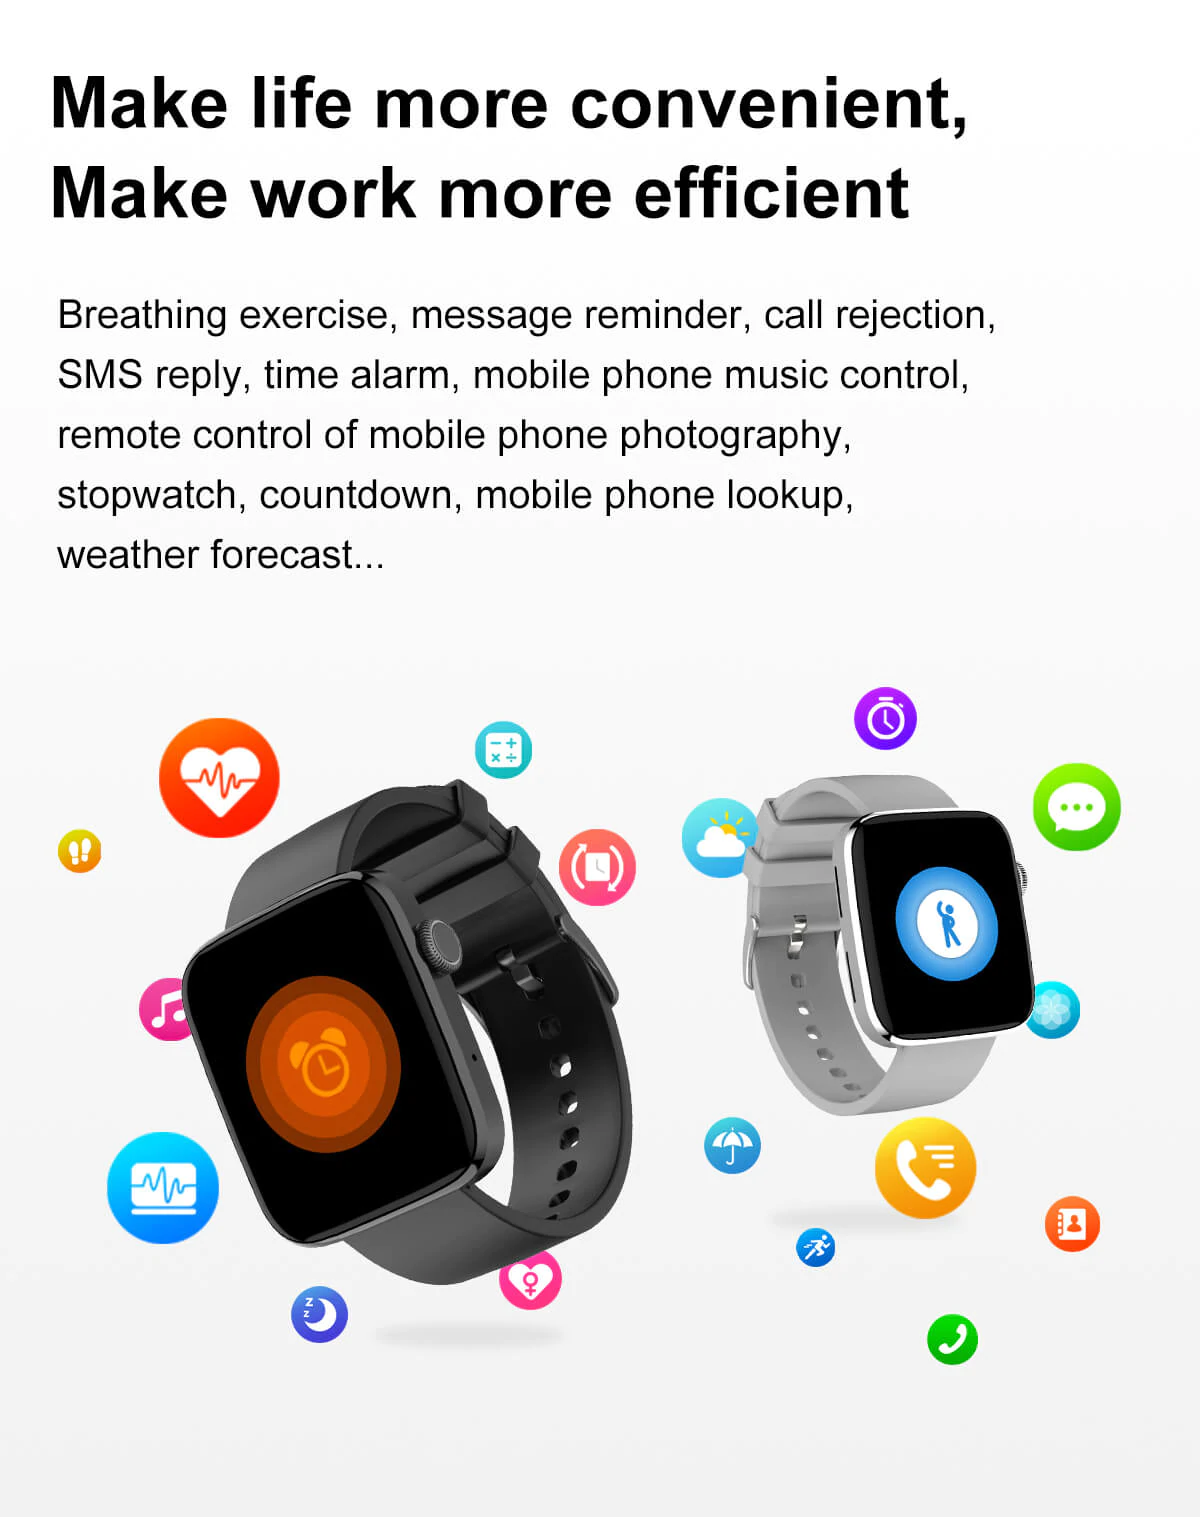 Make life more convenient,
Make work more efficient
Breathing exercise, message reminder, call rejection,
SMS reply, time alarm, mobile phone music control,
remote control of mobile phone photography,
stopwatch, countdown, mobile phone lookup,
weather forecast...
z
z